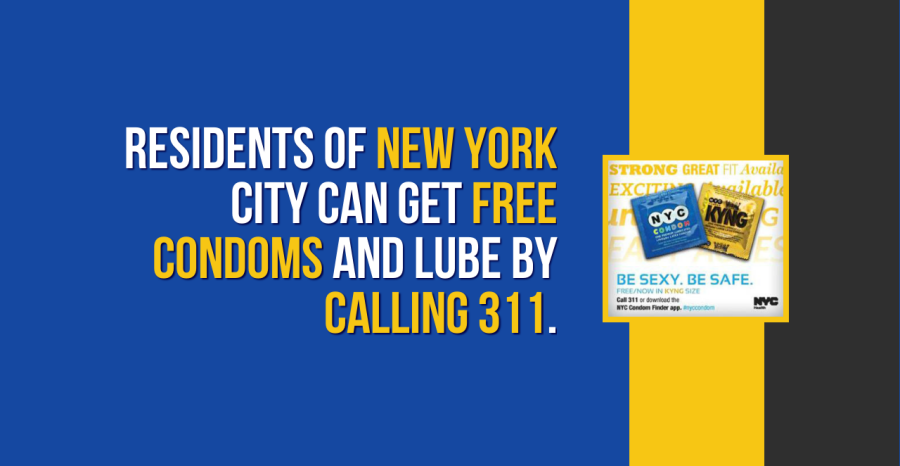 RESIDENTS OF NEW YORK
CITY CAN GET FREE
CONDOMS AND LUBE BY
CALLING 311.
STRONG GREAT FIT Availa
NYC
CONDOM
KYNG
BE SEXY. BE SAFE.
FREE/NOW IN KYNG SIZE
Call 311 or download the
NYC Condom Finder app. #nyccondom
NYC